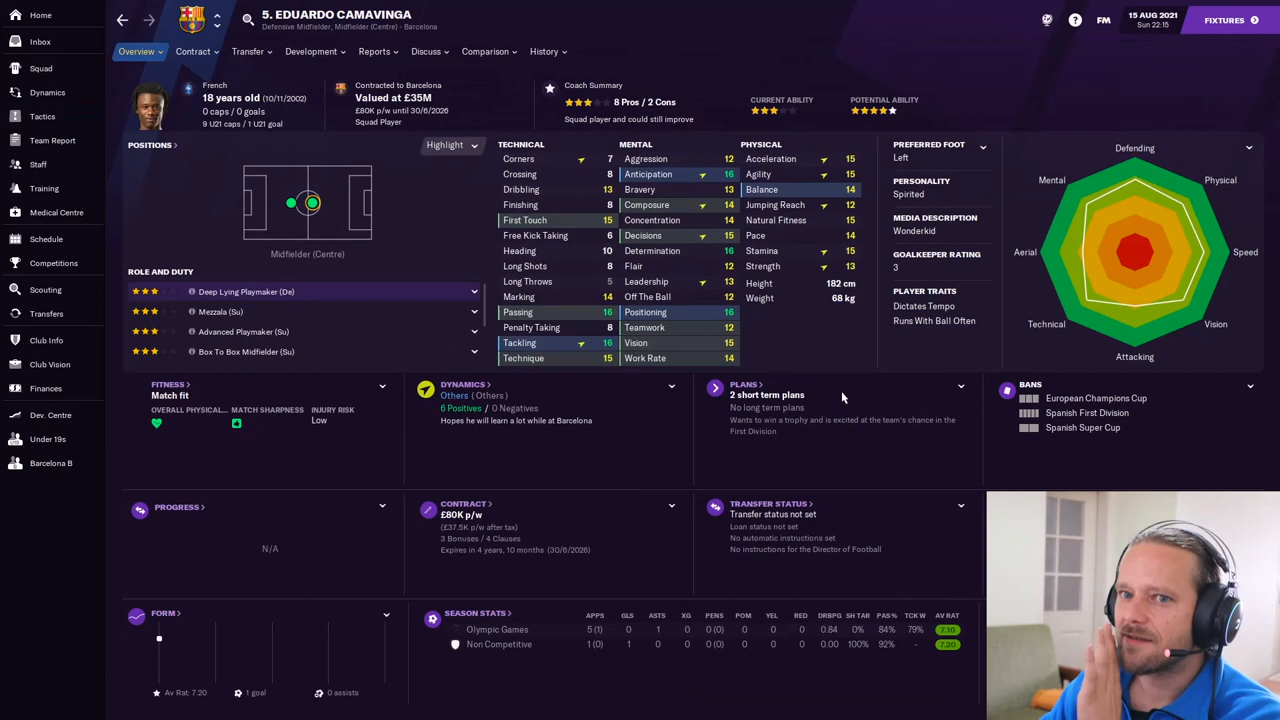 Home
Inbox
Squad
Dynamics
Tactics
Team Report
Staff
Training
Medical Centre
Schedule
Competitions
Scouting
Transfers
Club Info
Club Vision
Finances
Dev. Centre
Under 19s
Barcelona B
5. EDUARDO CAMAVINGA
Defensive Midfielder, Midfielder (Centre) - Barcelona
? FM 15 AUG 2021
Sun 22:15
FIXTURES
Overview Contract Transfer Development Reports Discuss Comparison History
French
18 years old (10/11/2002)
0 caps / 0 goals
9 U21 caps / 1 U21 goal
Contracted to Barcelona
Valued at £35M
£80K p/w until 30/6/2026
Squad Player
Coach Summary
8 Pros / 2 Cons
Squad player and could still improve
CURRENT ABILITY
POTENTIAL ABILITY
POSITIONS
Highlight
Midfielder (Centre)
ROLE AND DUTY
Deep Lying Playmaker (De)
Mezzala (Su)
Advanced Playmaker (Su)
Box To Box Midfielder (Su)
TECHNICAL
Corners 7
Crossing 8
Dribbling 13
Finishing 8
First Touch 15
Free Kick Taking 6
Heading 10
Long Shots 8
Long Throws 5
Marking 14
Passing 16
Penalty Taking 8
Tackling 16
Technique 15
MENTAL
Aggression 12
Anticipation 16
Bravery 13
Composure 14
Concentration 14
Decisions 15
Determination 16
Flair 12
Leadership 13
Off The Ball 12
Positioning 16
Teamwork 12
Vision 15
Work Rate 14
PHYSICAL
Acceleration 15
Agility 15
Balance 14
Jumping Reach 12
Natural Fitness 15
Pace 14
Stamina 15
Strength 13
Height 182 cm
Weight 68 kg
PREFERRED FOOT
Left
PERSONALITY
Spirited
MEDIA DESCRIPTION
Wonderkid
GOALKEEPER RATING
3
PLAYER TRAITS
Dictates Tempo
Runs With Ball Often
Defending
Mental Physical
Aerial Speed
Technical Vision
Attacking
FITNESS
Match fit
OVERALL PHYSICAL... MATCH SHARPNESS INJURY RISK
Low
DYNAMICS
Others (Others)
6 Positives / 0 Negatives
Hopes he will learn a lot while at Barcelona
PLANS
2 short term plans
No long term plans
Wants to win a trophy and is excited at the team's chance in the
First Division
BANS
European Champions Cup
Spanish First Division
Spanish Super Cup
PROGRESS
N/A
CONTRACT
£80K p/w
(£37.5K p/w after tax)
3 Bonuses / 4 Clauses
Expires in 4 years, 10 months (30/6/2026)
TRANSFER STATUS
Transfer status not set
Loan status not set
No automatic instructions set
No instructions for the Director of Football
FORM
Av Rat: 7.20 1 goal 0 assists
SEASON STATS APPS GLS ASTS XG PENS POM YEL RED DRBPG SH TAR PAS % TCK W AV RAT
Olympic Games 5 (1) 0 1 0 0 (0) 0 0 0 0.84 0% 84% 79% 7.10
Non Competitive 1 (0) 1 0 0 0 (0) 0 0 0 0.00 100% 92% - 7.20